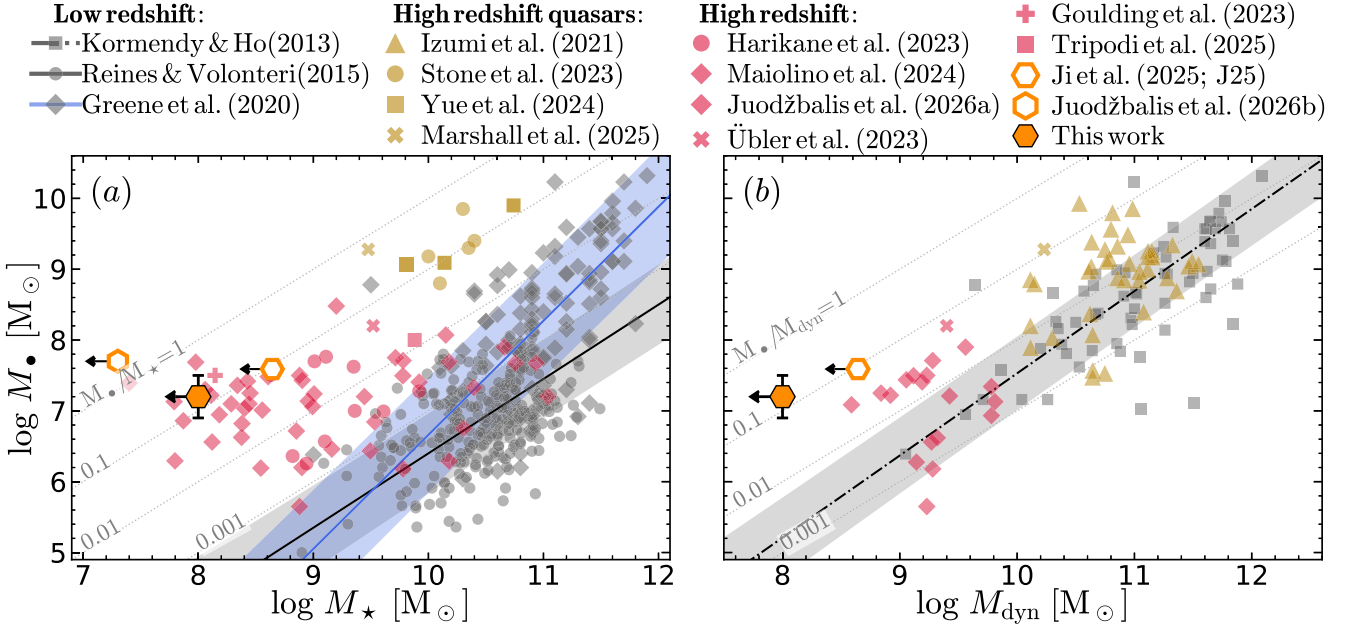 Low redshift:
Kormendy & Ho(2013)
Reines & Volonteri(2015)
Greene et al. (2020)
High redshift quasars:
Izumi et al. (2021)
Stone et al. (2023)
Yue et al. (2024)
Marshall et al. (2025)
High redshift:
Harikane et al. (2023)
Maiolino et al. (2024)
Juodžbalis et al. (2026a)
Übler et al. (2023)
Goulding et al. (2023)
Tripodi et al. (2025)
Ji et al. (2025; J25)
Juodžbalis et al. (2026b)
This work
(a)
log M• [M⊙]
10
9
8
7
6
5
M•/M⋆=1
0.1
0.01
0.001
7 8 9 10 11 12
log M⋆ [M⊙]
(b)
M•/Mdyn=1
0.1
0.01
0.001
8 9 10 11 12
log Mdyn [M⊙]